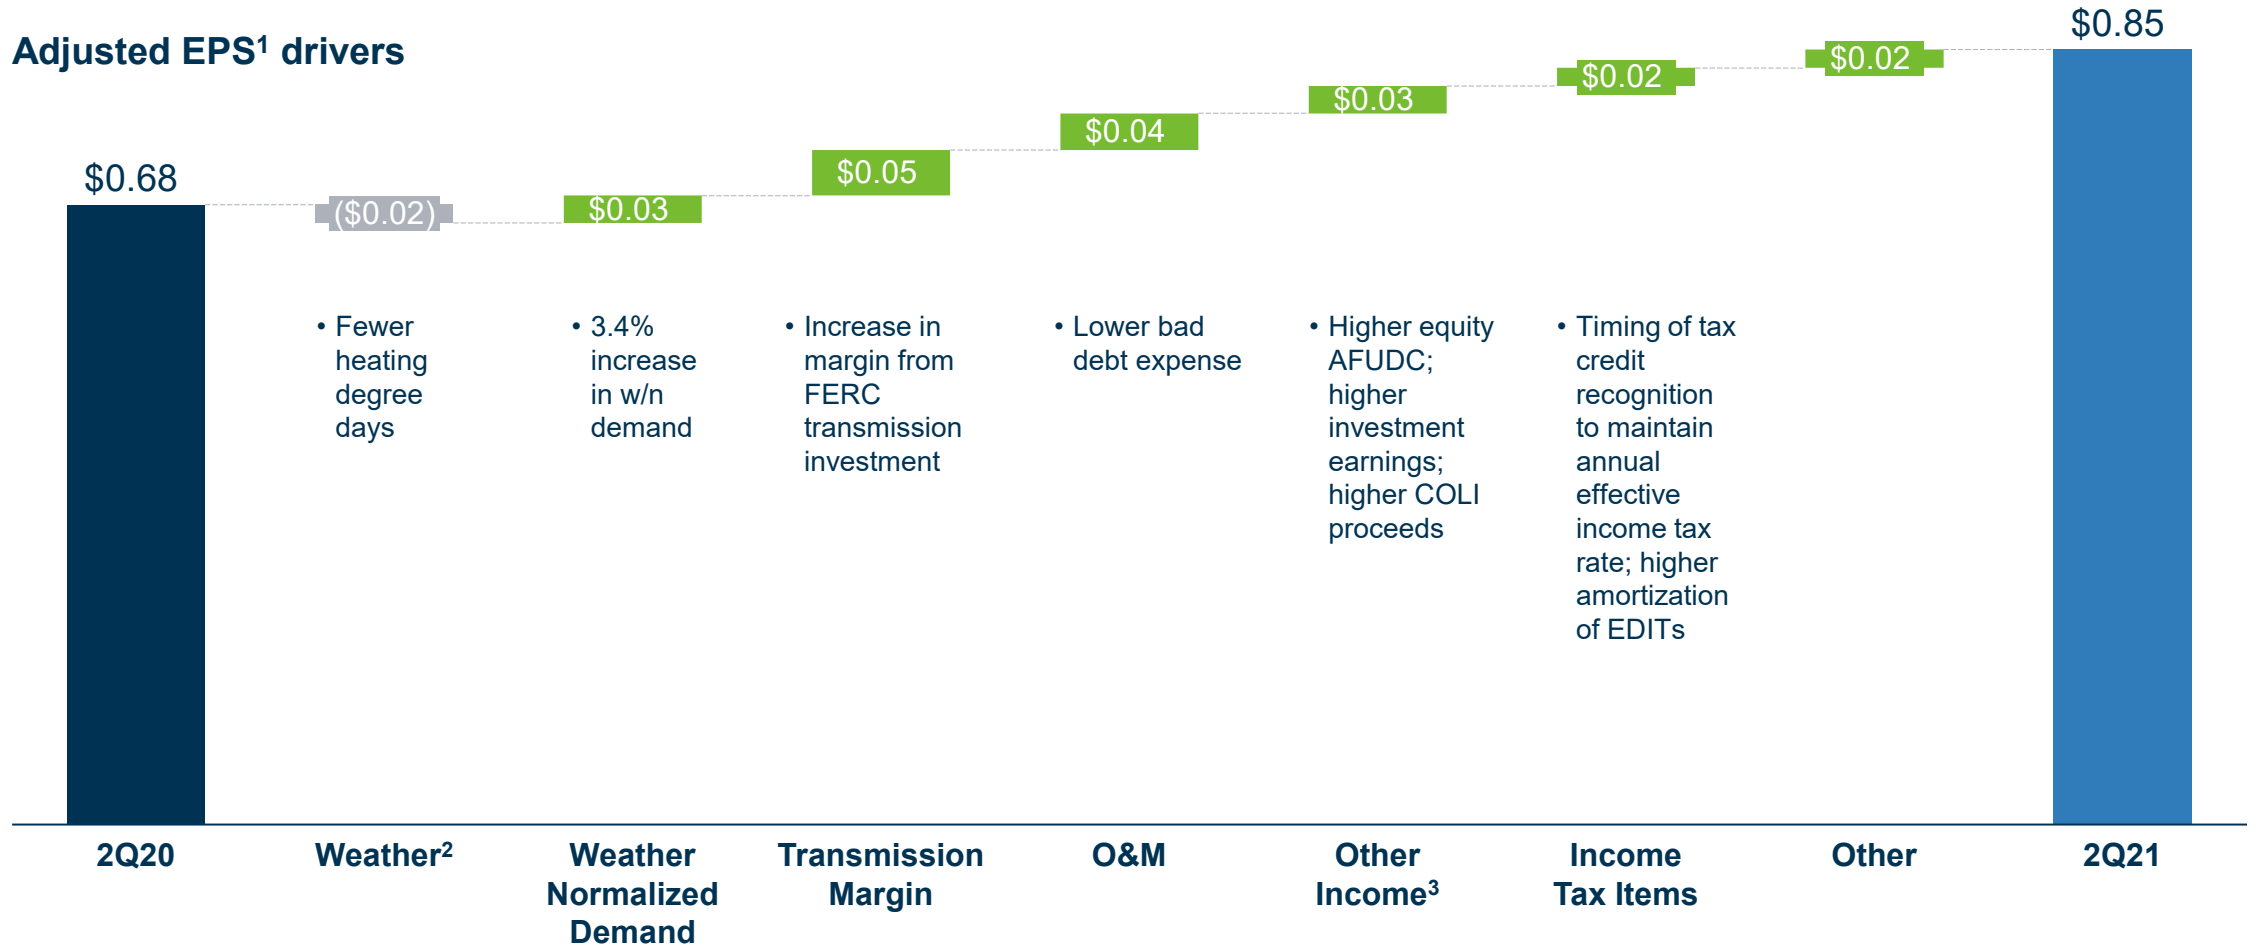 Adjusted EPS¹ drivers
$0.68
($0.02)
$0.03
$0.05
$0.04
$0.03
$0.02
$0.02
$0.85
• Fewer
heating
degree
days
• 3.4%
increase
in w/n
demand
• Increase in
margin from
FERC
transmission
investment
• Lower bad
debt expense
• Higher equity
AFUDC;
higher
investment
earnings;
higher COLI
proceeds
• Timing of tax
credit
recognition
to maintain
annual
effective
income tax
rate; higher
amortization
of EDITs
2Q20
Weather²
Weather
Normalized
Demand
Transmission
Margin
O&M
Other
Income³
Income
Tax Items
Other
2Q21